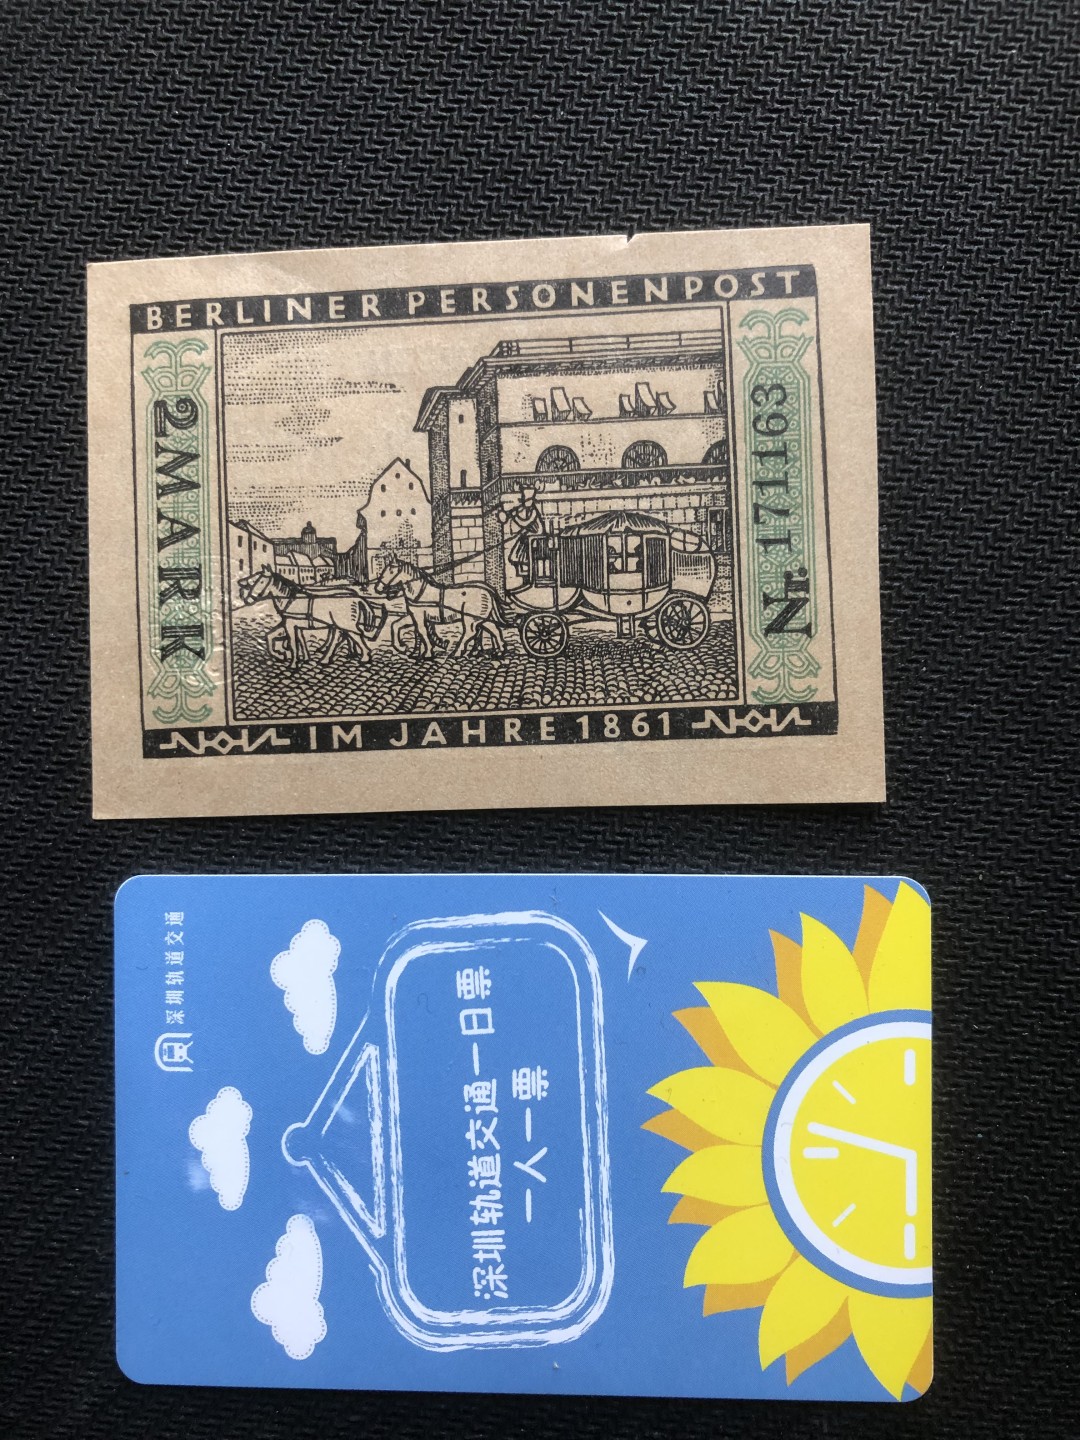 BERLINER PERSONENPOST
2 MARK
Nr. 171163
IM JAHRE 1861
深圳轨道交通
深圳轨道交通一日票
一人一票